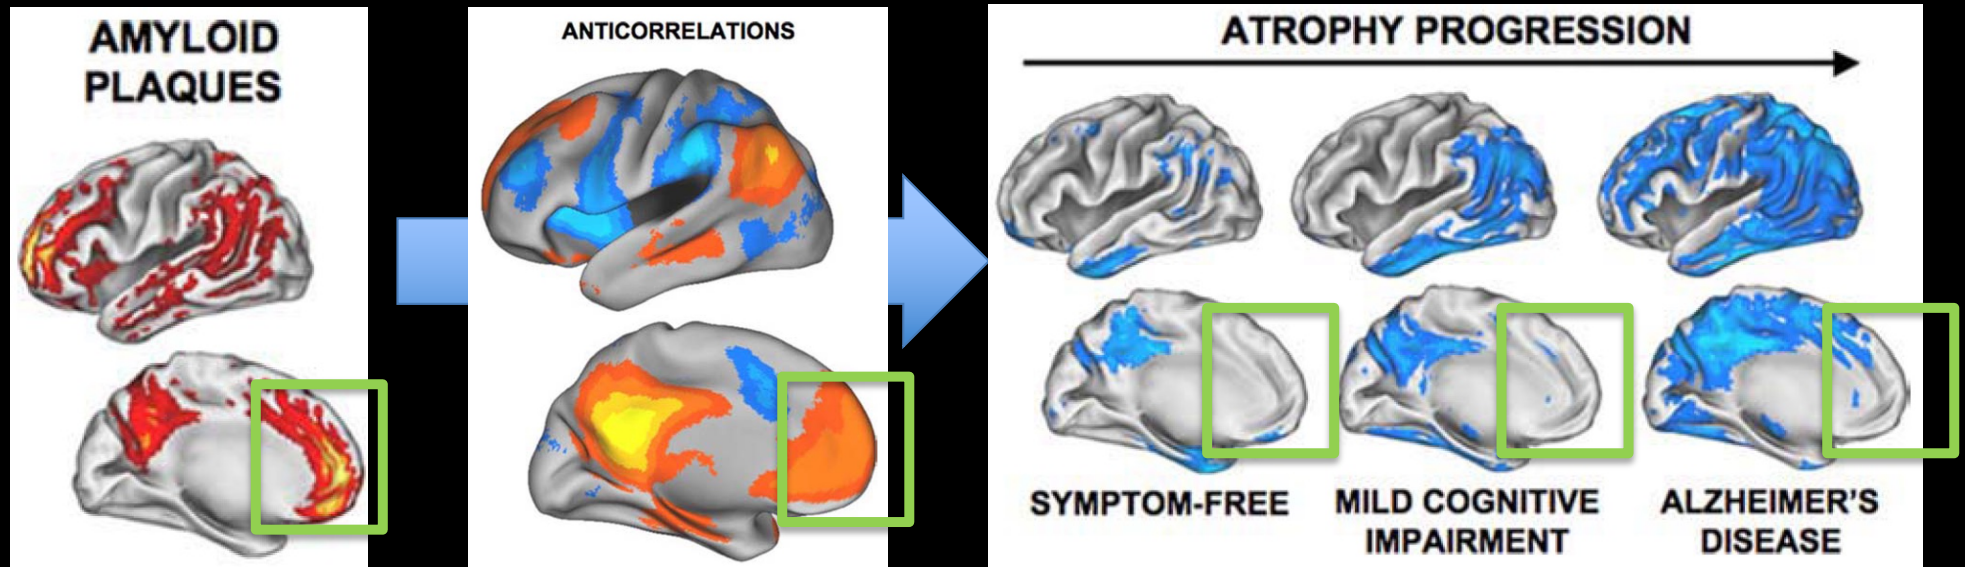 AMYLOID
PLAQUES
ANTICORRELATIONS
ATROPHY PROGRESSION
SYMPTOM-FREE
MILD COGNITIVE
IMPAIRMENT
ALZHEIMER'S
DISEASE